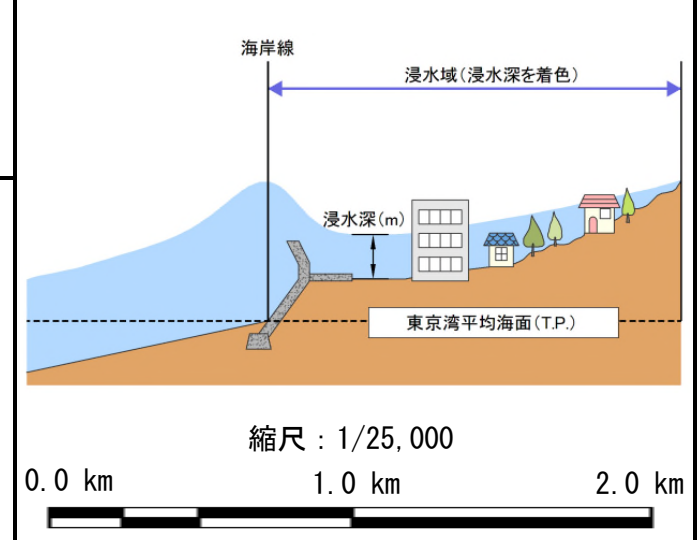 海岸線
浸水域(浸水深を着色)
浸水深(m)
東京湾平均海面(T.P.)
縮尺：1/25,000
0.0 km 1.0 km 2.0 km